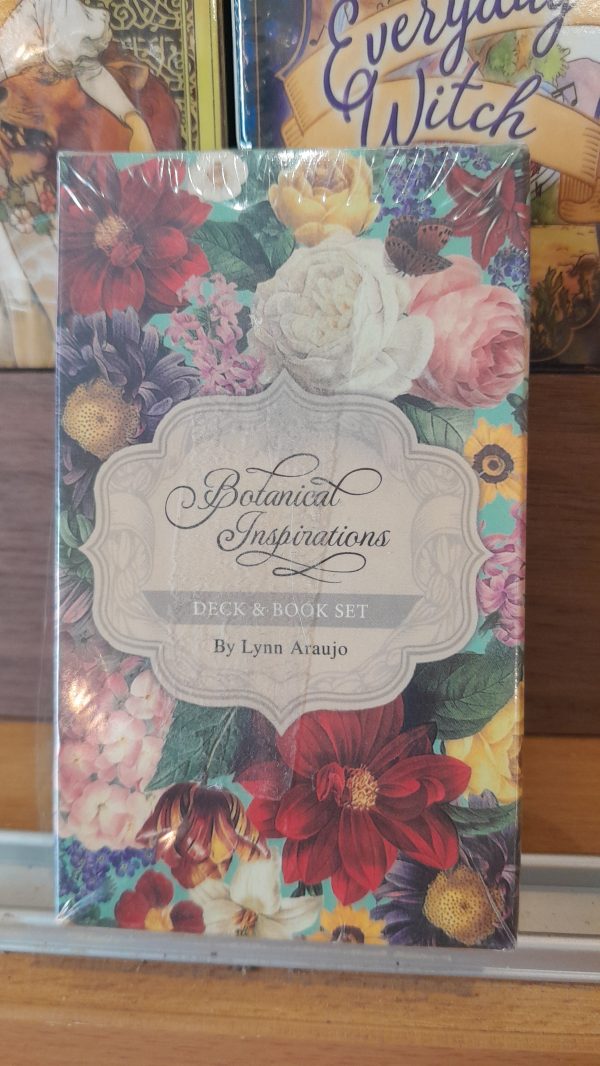 Everyday
Witch
Botanical
Inspirations
DECK & BOOK SET
By Lynn Araujo